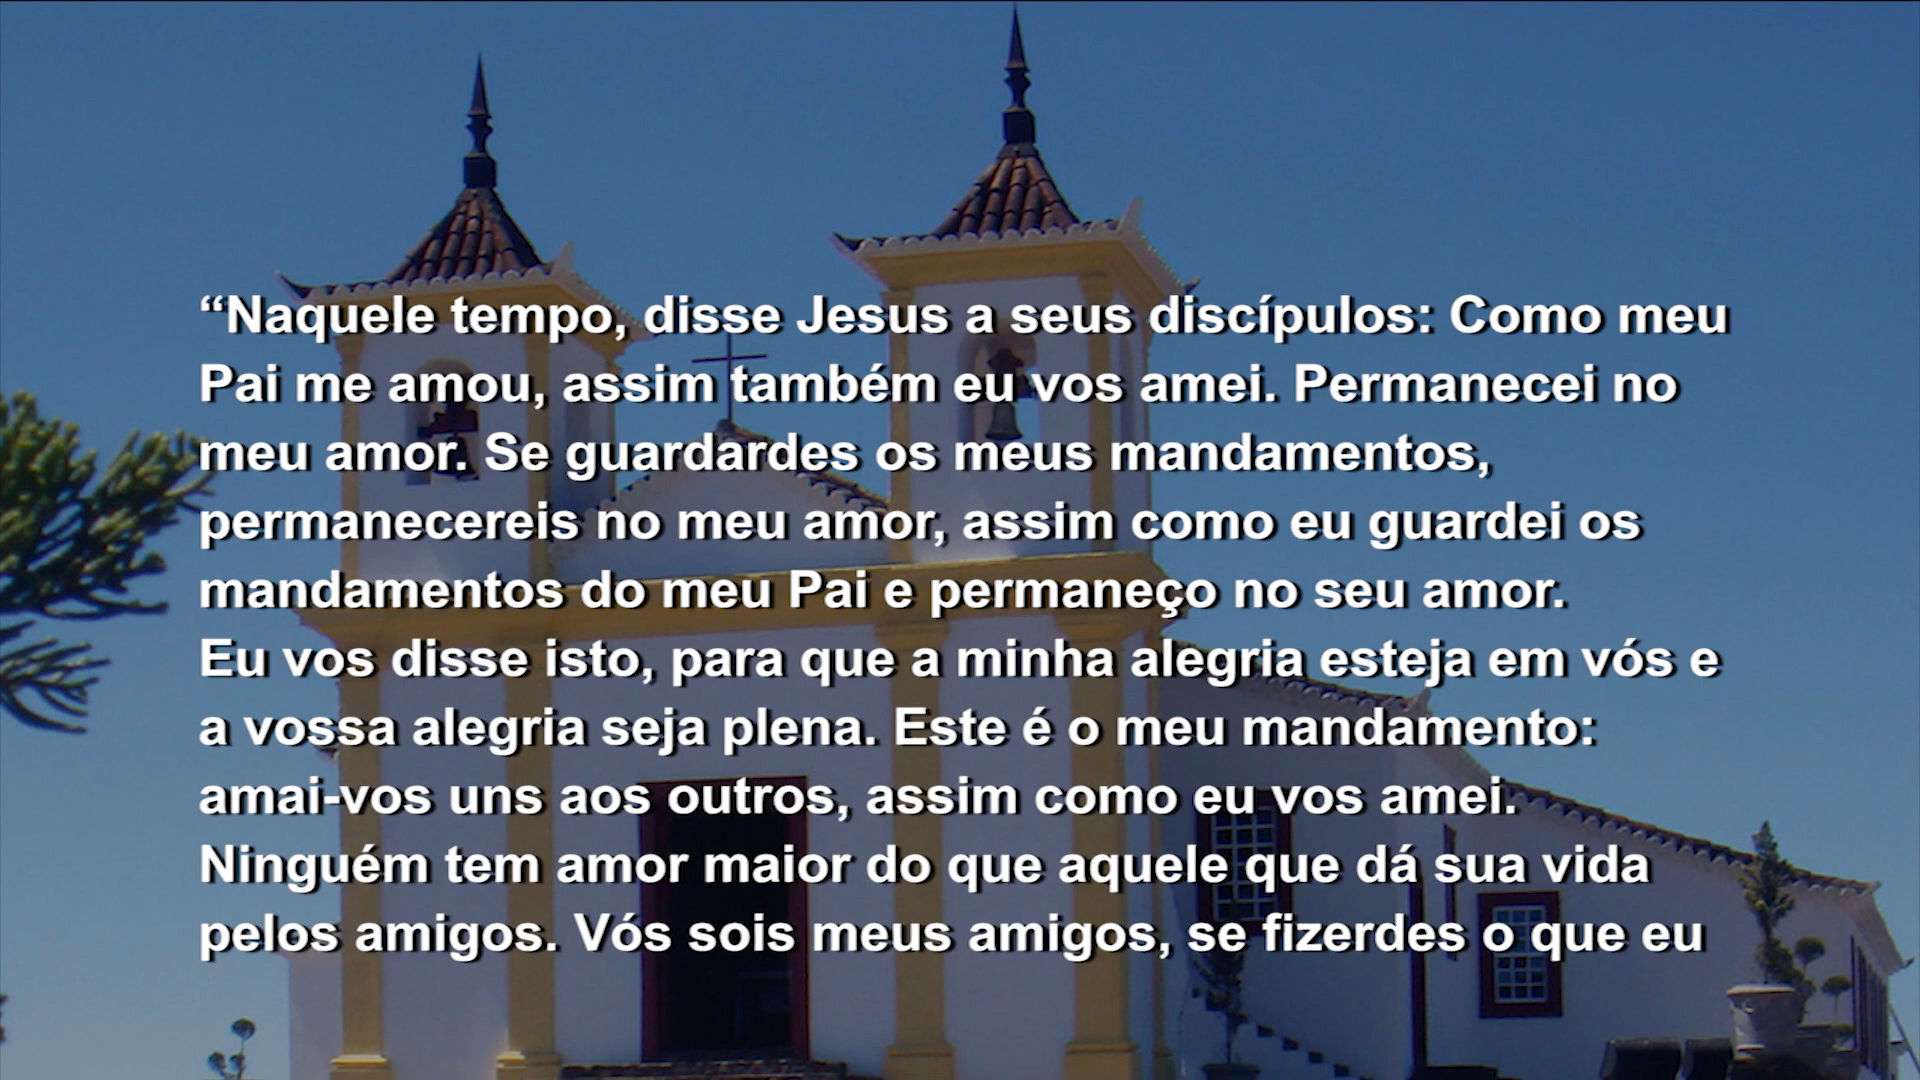 “Naquele tempo, disse Jesus a seus discípulos: Como meu
Pai me amou, assim também eu vos amei. Permanecei no
meu amor. Se guardardes os meus mandamentos,
permanecereis no meu amor, assim como eu guardei os
mandamentos do meu Pai e permaneço no seu amor.
Eu vos disse isto, para que a minha alegria esteja em vós e
a vossa alegria seja plena. Este é o meu mandamento:
amai-vos uns aos outros, assim como eu vos amei.
Ninguém tem amor maior do que aquele que dá sua vida
pelos amigos. Vós sois meus amigos, se fizerdes o que eu